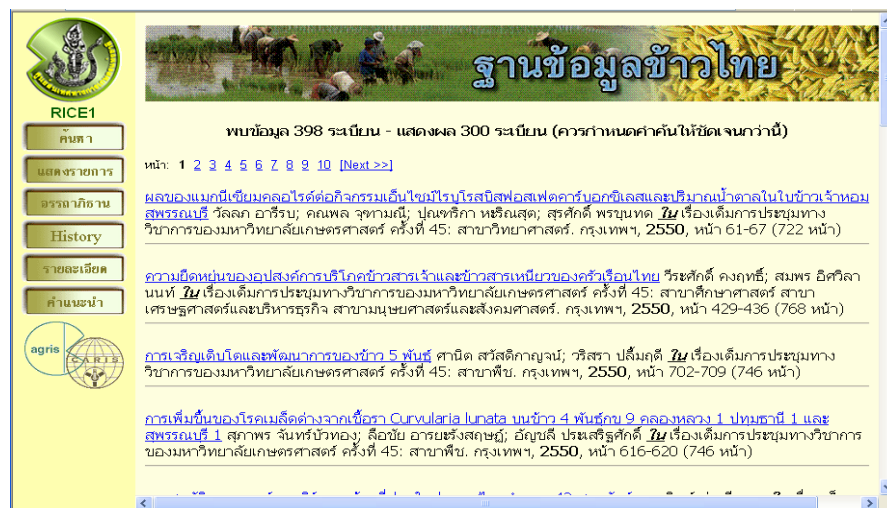 ฐานข้อมูลข้าวไทย
RICE1
ค้นหา
แสดงรายการ
อรรถาภิธาน
History
รายละเอียด
คำแนะนำ
agris
CARIS
พบข้อมูล 398 ระเบียน - แสดงผล 300 ระเบียน (ควรกำหนดคำค้นให้ชัดเจนกว่านี้)
หน้า: 1 2 3 4 5 6 7 8 9 10 [Next >>]
ผลของแมกนีเซียมคลอไรด์ต่อกิจกรรมเอ็นไซม์ไรบูโรสบิสฟอสเฟตคาร์บอกซิเลสและปริมาณน้ำตาลในใบข้าวเจ้าหอม
สุพรรณบุรี วัลลภ อารีรบ; คณพล จุฑามณี; ปุณฑริกา หะริณสุต; สุรศักดิ์ พรบุนทด ใน เรื่องเต็มการประชุมทาง
วิชาการของมหาวิทยาลัยเกษตรศาสตร์ ครั้งที่ 45: สาขาวิทยาศาสตร์. กรุงเทพฯ, 2550, หน้า 61-67 (722 หน้า)
ความยืดหยุ่นของอุปสงค์การบริโภคข้าวสารเจ้าและข้าวสารเหนียวของครัวเรือนไทย วีระศักดิ์ คงฤทธิ์; สมพร อิศวิลา
นนท์ ใน เรื่องเต็มการประชุมทางวิชาการของมหาวิทยาลัยเกษตรศาสตร์ ครั้งที่ 45: สาขาศึกษาศาสตร์ สาขา
เศรษฐศาสตร์และบริหารธุรกิจ สาขามนุษยศาสตร์และสังคมศาสตร์. กรุงเทพฯ, 2550, หน้า 429-436 (768 หน้า)
การเจริญเติบโตและพัฒนาการของข้าว 5 พันธุ์ ศานิต สวัสดิกาญจน์; วริสรา ปลื้มฤดี ใน เรื่องเต็มการประชุมทาง
วิชาการของมหาวิทยาลัยเกษตรศาสตร์ ครั้งที่ 45: สาขาพืช. กรุงเทพฯ, 2550, หน้า 702-709 (746 หน้า)
การเพิ่มขึ้นของโรคเมล็ดด่างจากเชื้อรา Curvularia lunata บนข้าว 4 พันธุ์กข 9 คลองหลวง 1 ปทุมธานี 1 และ
สุพรรณบุรี 1 สุภาพร จันทร์บัวทอง; ลือชัย อารยะรังสฤษฎ์; อัญชลี ประเสริฐศักดิ์ ใน เรื่องเต็มการประชุมทางวิชาการ
ของมหาวิทยาลัยเกษตรศาสตร์ ครั้งที่ 45: สาขาพืช. กรุงเทพฯ, 2550, หน้า 616-620 (746 หน้า)